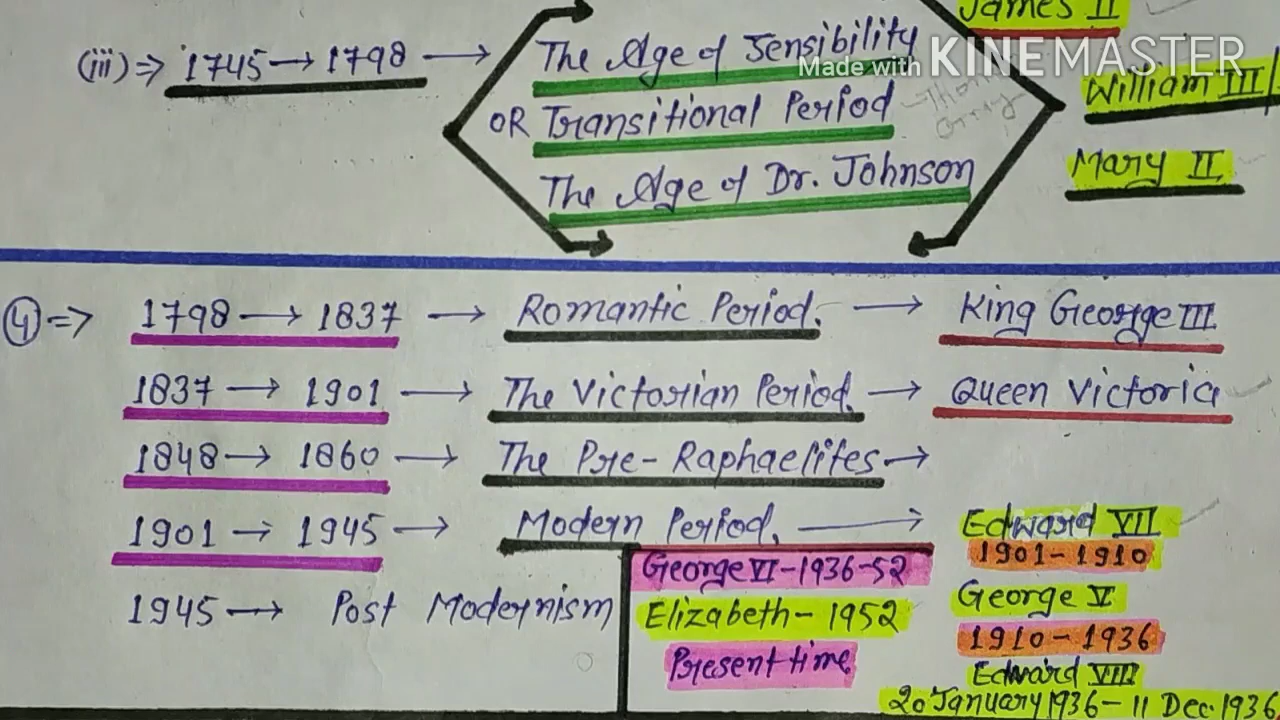 James II
(iii)⇒ 1745→1798 → The Age of Sensibility
Made with KINEMASTER
OR Transitional Period
William III
The Age of Dr. Johnson
Mary II
④⇒ 1798 → 1837 → Romantic Period. → King George III
1837 → 1901 → The Victorian Period. → Queen Victoria
1848 → 1860 → The Pre-Raphaelites →
1901 → 1945 → Modern Period. → Edward VII
1901-1910
George VI-1936-52
George V
1945 → Post Modernism
Elizabeth-1952
1910-1936
Present time
Edward VIII
20 January 1936 - 11 Dec. 1936